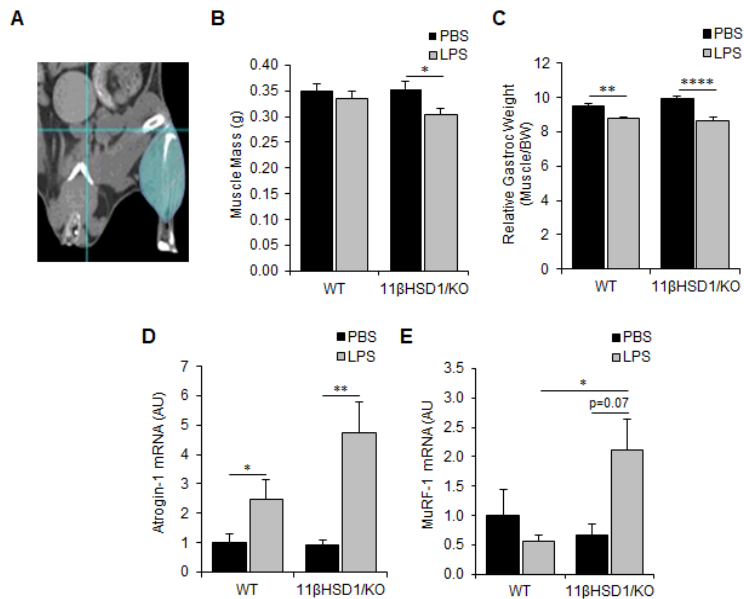 A
B
PBS
LPS
Muscle Mass (g)
0.40
0.35
0.30
0.25
0.20
0.15
0.10
0.05
0.00
*
WT
11βHSD1/KO
C
PBS
LPS
Relative Gastroc Weight
(Muscle/BW)
12
10
8
6
4
2
0
**
****
WT
11βHSD1/KO
D
PBS
LPS
Atrogin-1 mRNA (AU)
7
6
5
4
3
2
1
0
*
**
WT
11βHSD1/KO
E
PBS
LPS
MuRF-1 mRNA (AU
3.5
3.0
2.5
2.0
1.5
1.0
0.5
0.0
*
p=0.07
WT
11βHSD1/KO